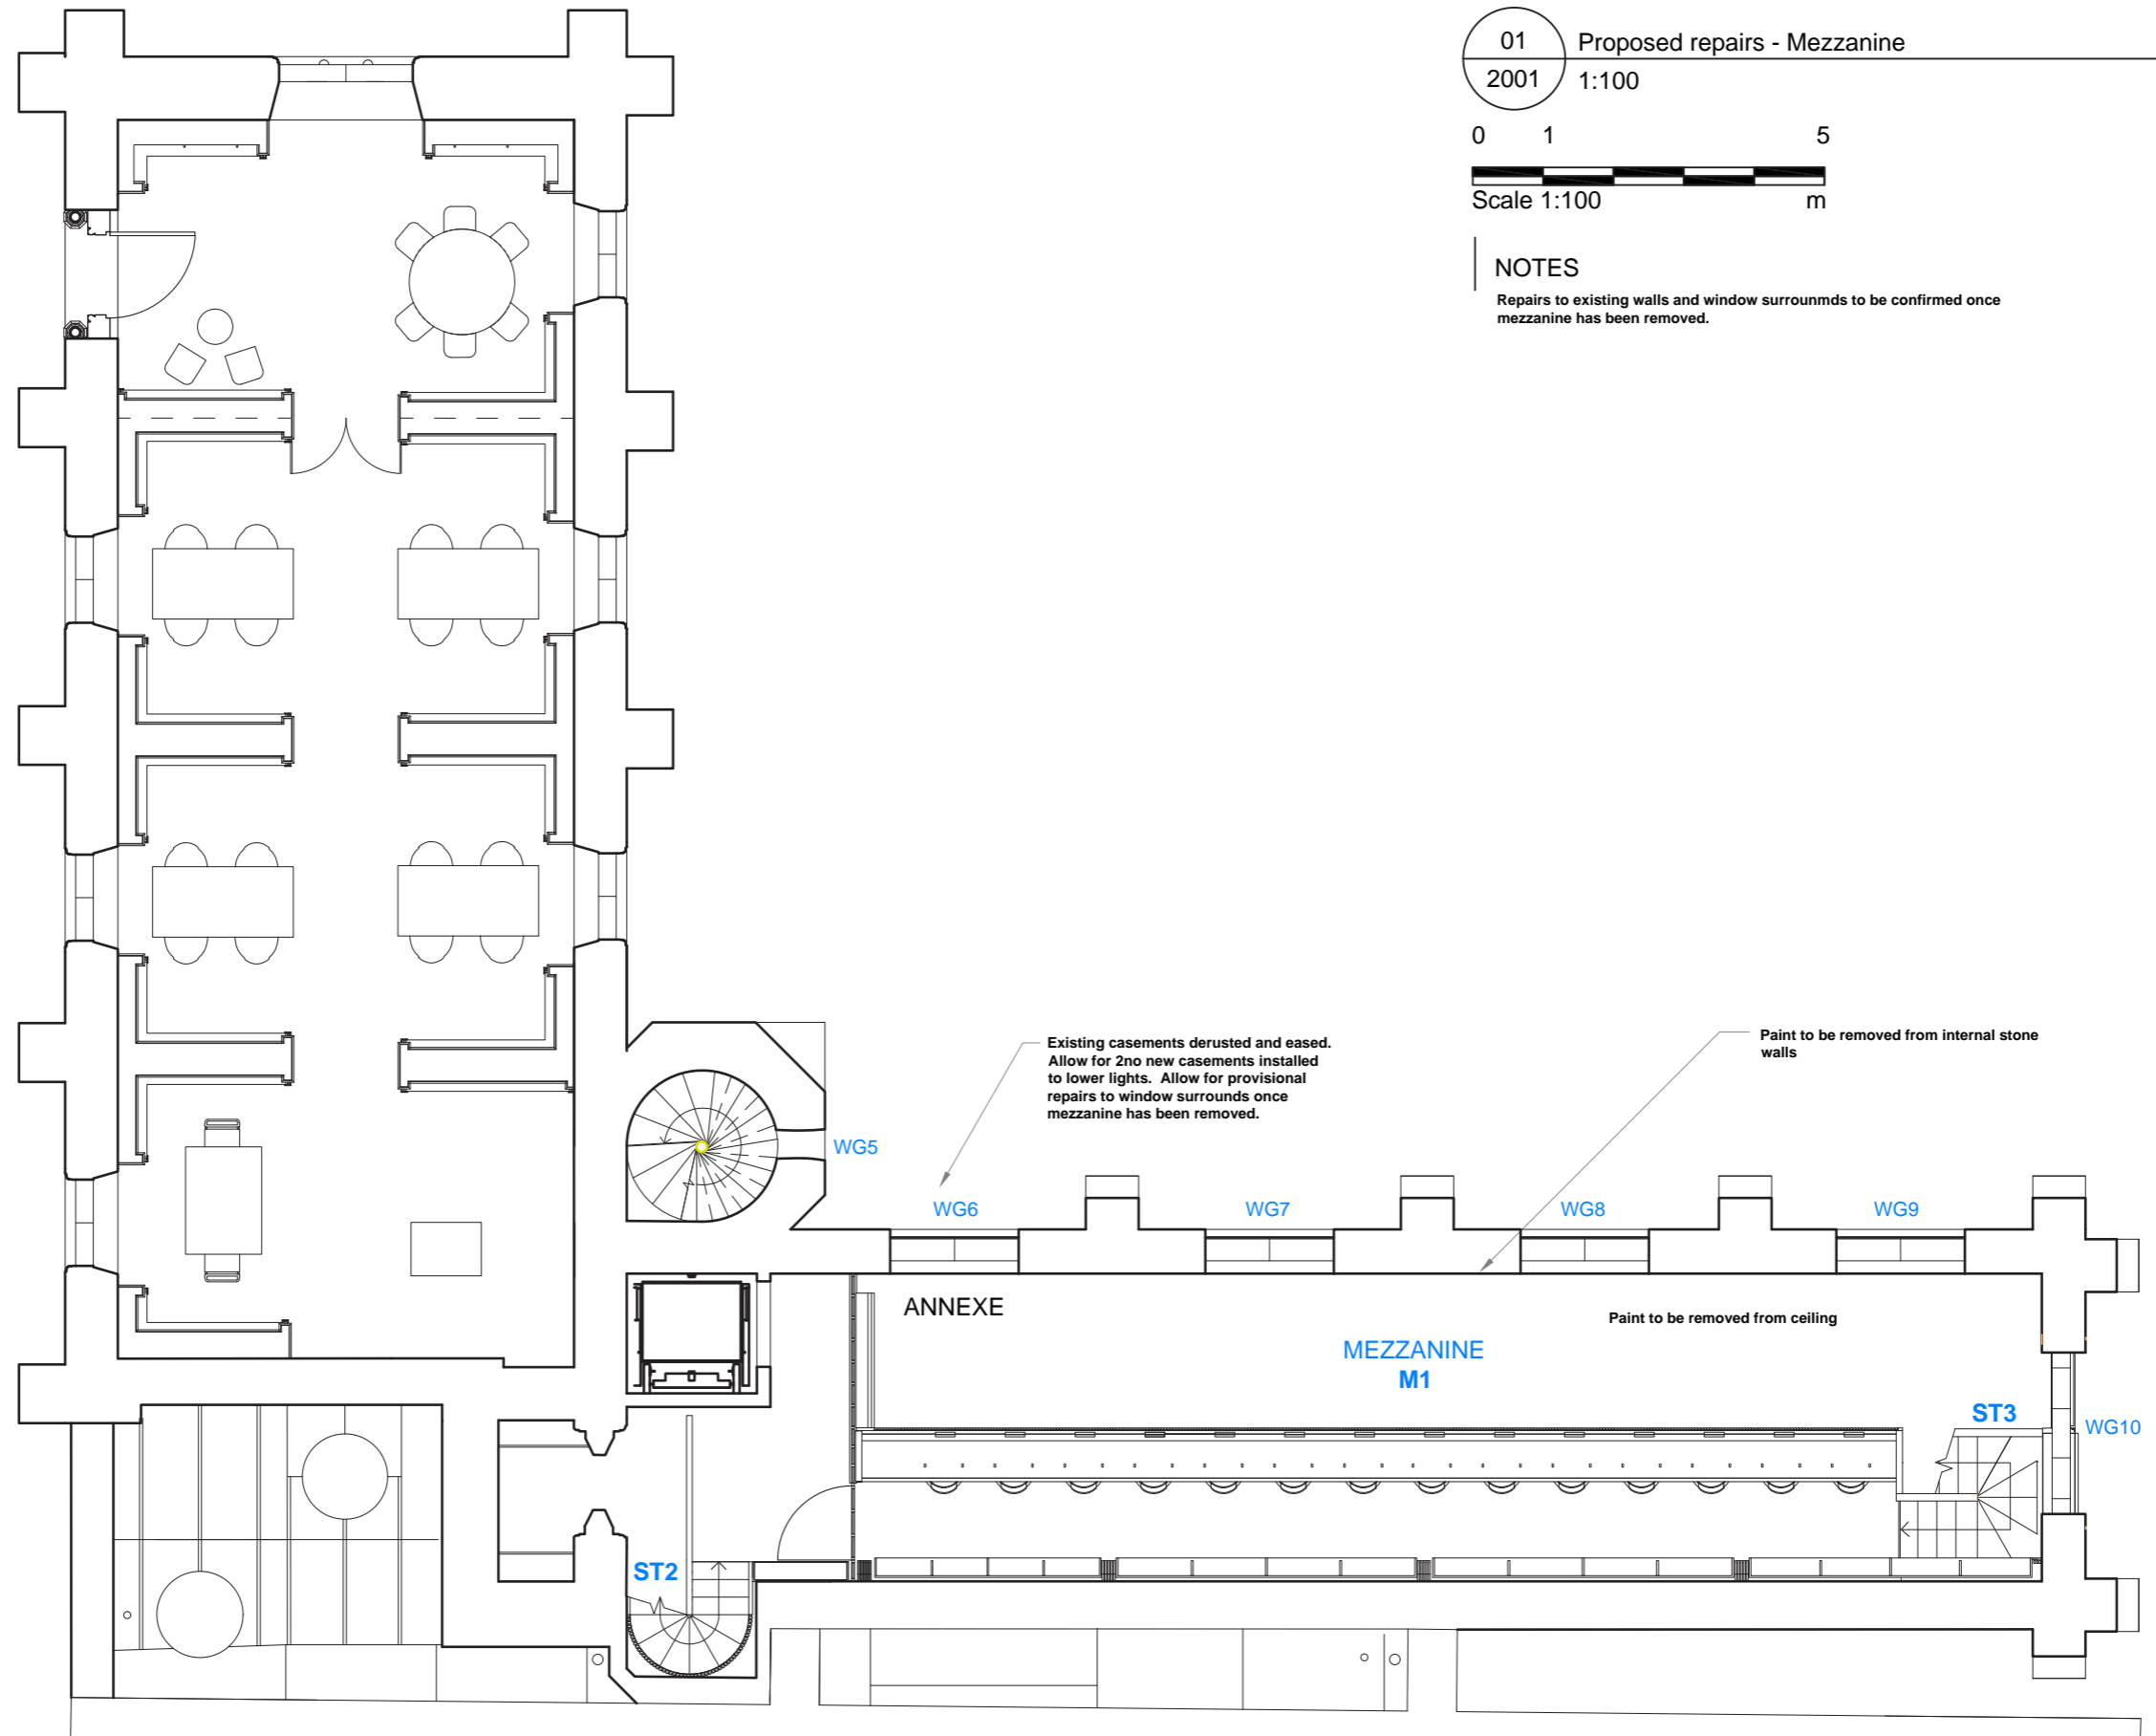 01
Proposed repairs - Mezzanine
2001
1:100
0 1 5
Scale 1:100 m
NOTES
Repairs to existing walls and window surrounmds to be confirmed once
mezzanine has been removed.
Existing casements derusted and eased.
Allow for 2no new casements installed
to lower lights. Allow for provisional
repairs to window surrounds once
mezzanine has been removed.
Paint to be removed from internal stone
walls
WG5
WG6
WG7
WG8
WG9
ANNEXE
Paint to be removed from ceiling
MEZZANINE
M1
ST3
WG10
ST2